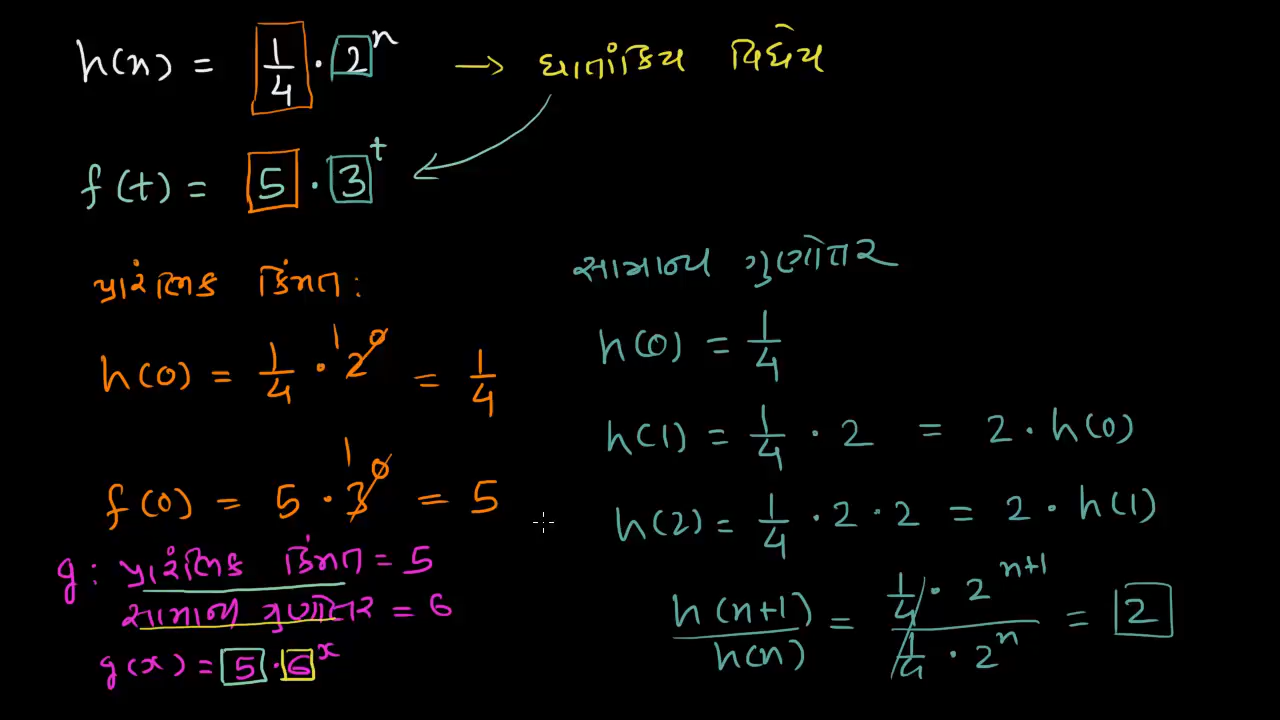 h(n) = 1/4 · 2^n → ઘાતાંકિય વિધેય
f(t) = 5 · 3^t
પ્રારંભિક કિંમત :
h(0) = 1/4 · 2^0 1 = 1/4
f(0) = 5 · 3^0 1 = 5
g : પ્રારંભિક કિંમત = 5
સામાન્ય ગુણોત્તર = 6
g(x) = 5 · 6^x
સામાન્ય ગુણોત્તર
h(0) = 1/4
h(1) = 1/4 · 2 = 2 · h(0)
h(2) = 1/4 · 2 · 2 = 2 · h(1)
h(n+1)/h(n) = (1/4 · 2^(n+1))/(1/4 · 2^n) = 2